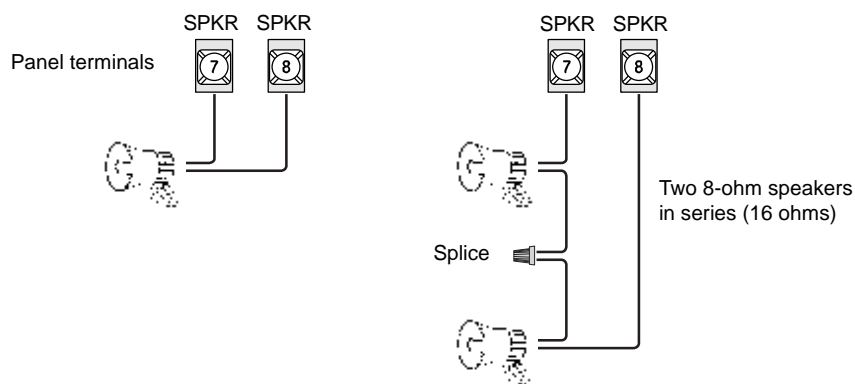 SPKR SPKR
Panel terminals
7 8
SPKR SPKR
7 8
Two 8-ohm speakers
in series (16 ohms)
Splice